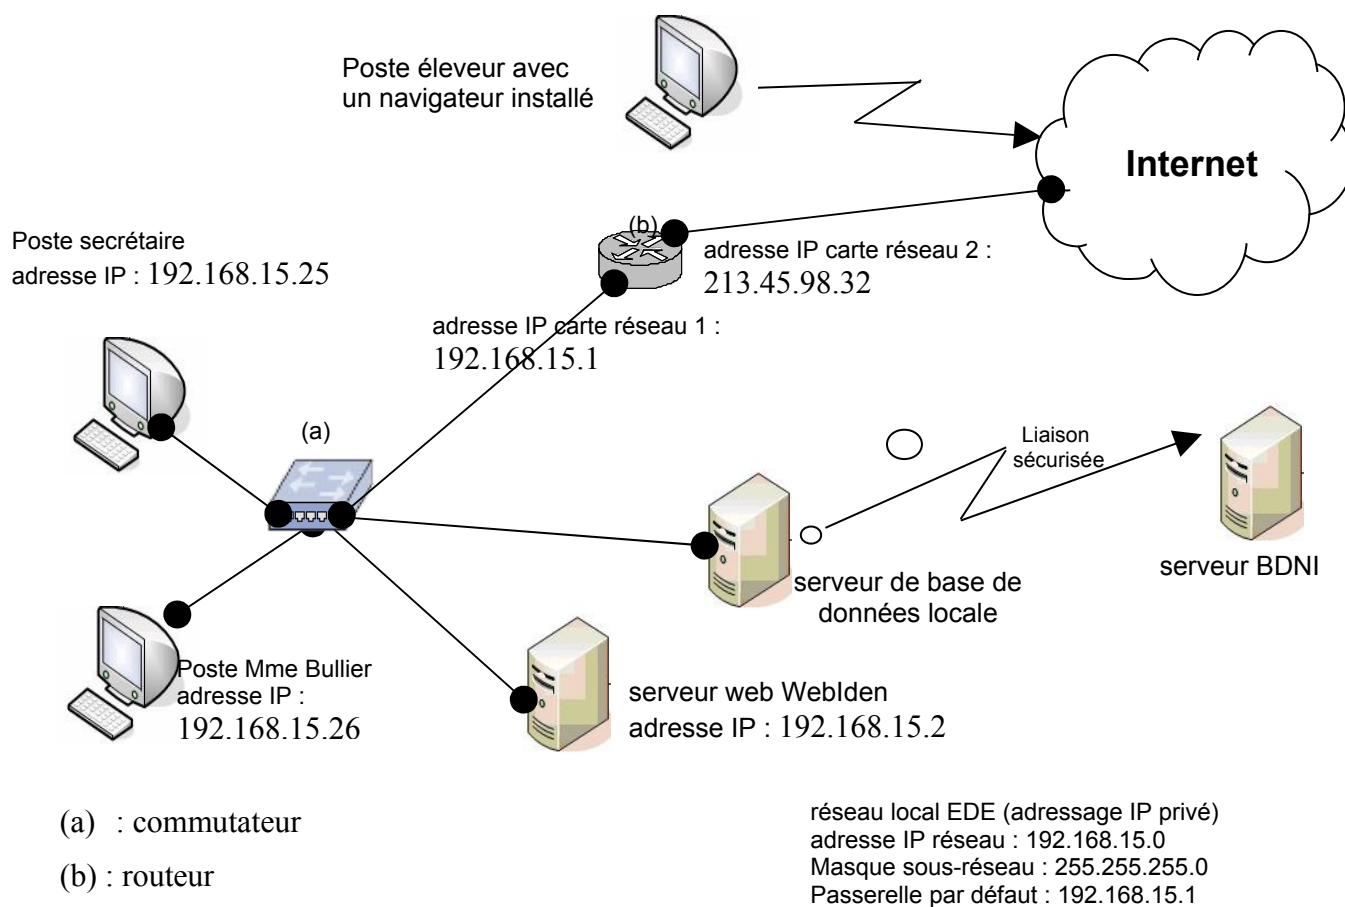 Poste éleveur avec
un navigateur installé
Internet
(b)
Poste secrétaire
adresse IP : 192.168.15.25
adresse IP carte réseau 2 :
213.45.98.32
adresse IP carte réseau 1 :
192.168.15.1
(a)
Liaison
sécurisée
serveur BDNI
serveur de base de
données locale
Poste Mme Bullier
adresse IP :
192.168.15.26
serveur web WebIden
adresse IP : 192.168.15.2
(a) : commutateur
(b) : routeur
réseau local EDE (adressage IP privé)
adresse IP réseau : 192.168.15.0
Masque sous-réseau : 255.255.255.0
Passerelle par défaut : 192.168.15.1